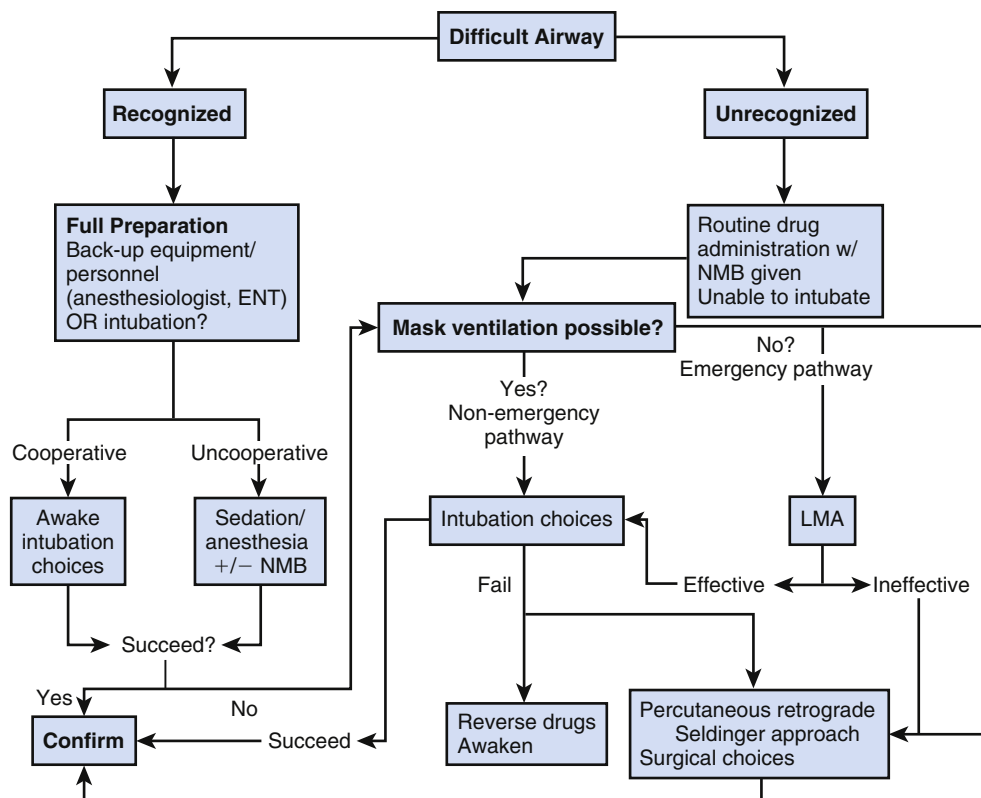 Difficult Airway
Recognized
Unrecognized
Full Preparation
Back-up equipment/
personnel
(anesthesiologist, ENT)
OR intubation?
Routine drug
administration w/
NMB given
Unable to intubate
Mask ventilation possible?
No?
Emergency pathway
Yes?
Non-emergency
pathway
Cooperative
Uncooperative
Awake
intubation
choices
Sedation/
anesthesia
+/− NMB
Intubation choices
LMA
Fail
Effective
Ineffective
Succeed?
Yes
No
Confirm
Succeed
Reverse drugs
Awaken
Percutaneous retrograde
Seldinger approach
Surgical choices